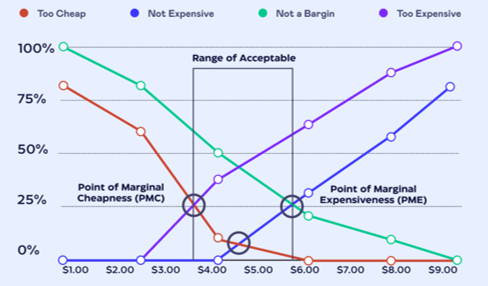 Too Cheap
Not Expensive
Not a Bargin
Too Expensive
100%
Range of Acceptable
75%
50%
Point of Marginal
Cheapness (PMC)
Point of Marginal
Expensiveness (PME)
25%
0%
$1.00 $2.00 $3.00 $4.00 $5.00 $6.00 $7.00 $8.00 $9.00